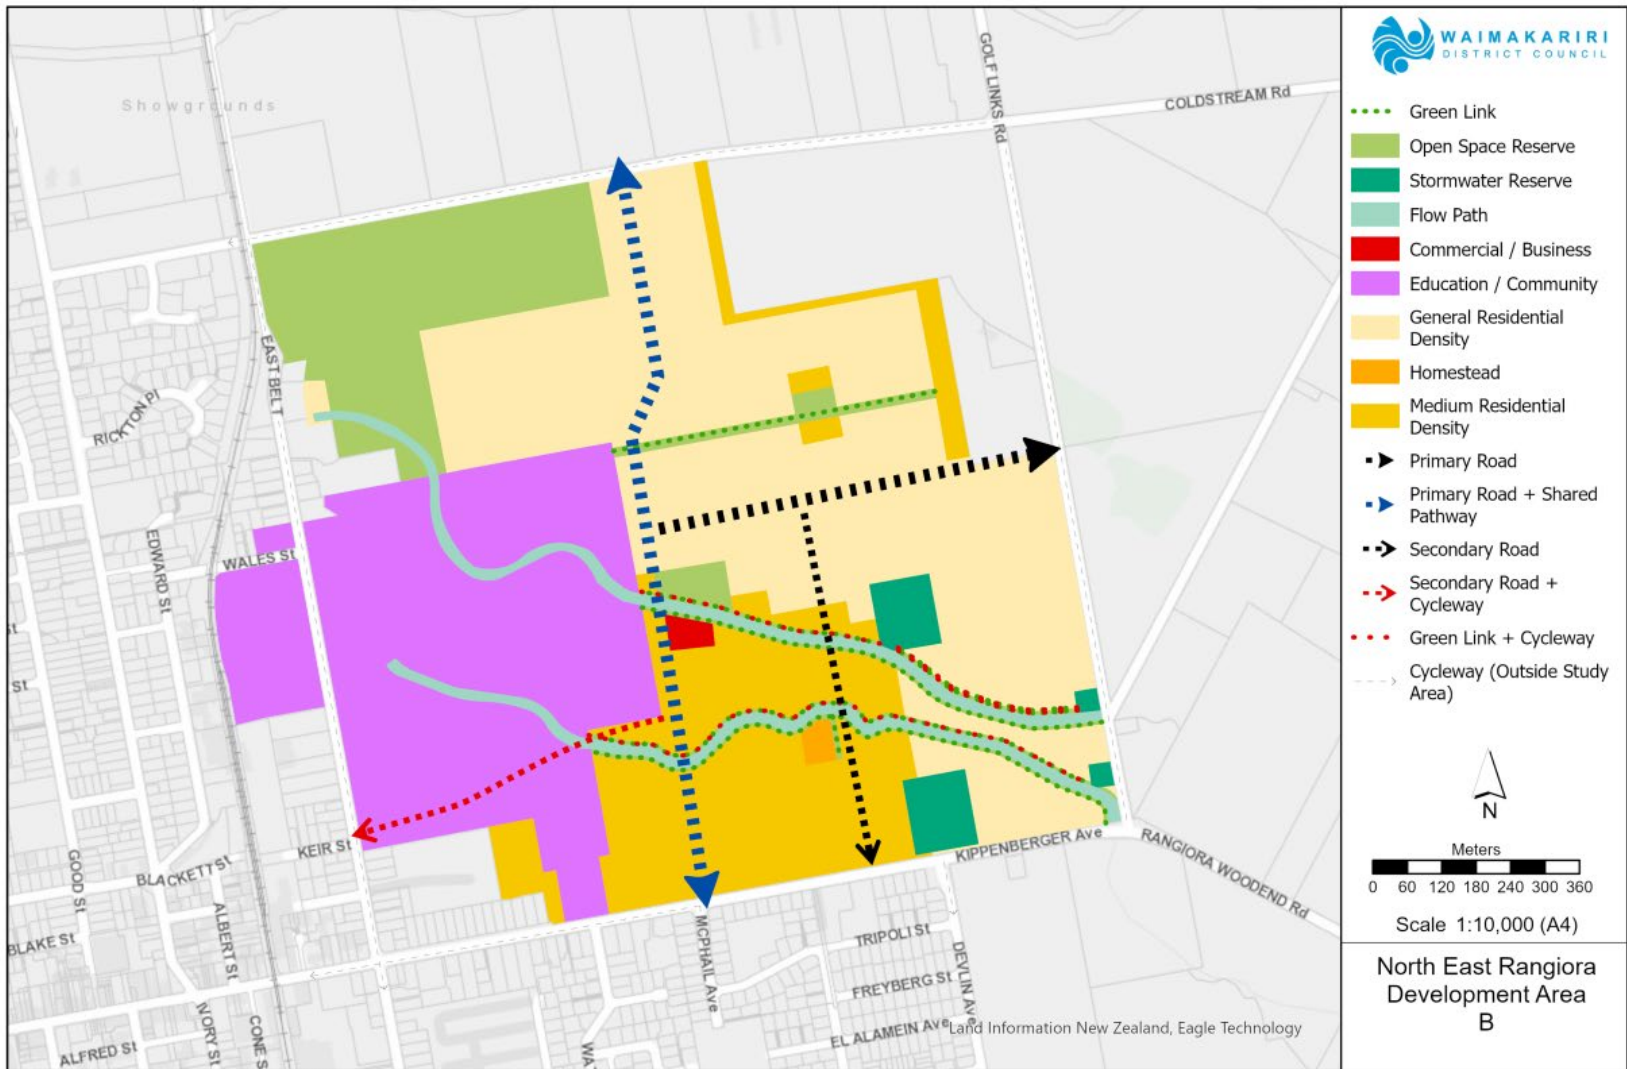 WAIMAKARIRI
DISTRICT COUNCIL
Green Link
Open Space Reserve
Stormwater Reserve
Flow Path
Commercial / Business
Education / Community
General Residential
Density
Homestead
Medium Residential
Density
Primary Road
Primary Road + Shared
Pathway
Secondary Road
Secondary Road +
Cycleway
Green Link + Cycleway
Cycleway (Outside Study
Area)
N
Meters
0 60 120 180 240 300 360
Scale 1:10,000 (A4)
North East Rangiora
Development Area
B
Showgrounds
GOLF LINKS Rd
COLDSTREAM Rd
EAST BELT
RICKTON Pl
EDWARD ST
WALES St
St
St
KEIR St
BLACKETT St
GOOD St
ALBERT St
BLAKE St
IVORY St
CONE S
ALFRED St
WA
MCPHAIL Ave
KIPPENBERGER Ave
RANGIORA WOODEND Rd
TRIPOLI St
DEVLIN Ave
FREYBERG St
EL ALAMEIN Ave
Land Information New Zealand, Eagle Technology